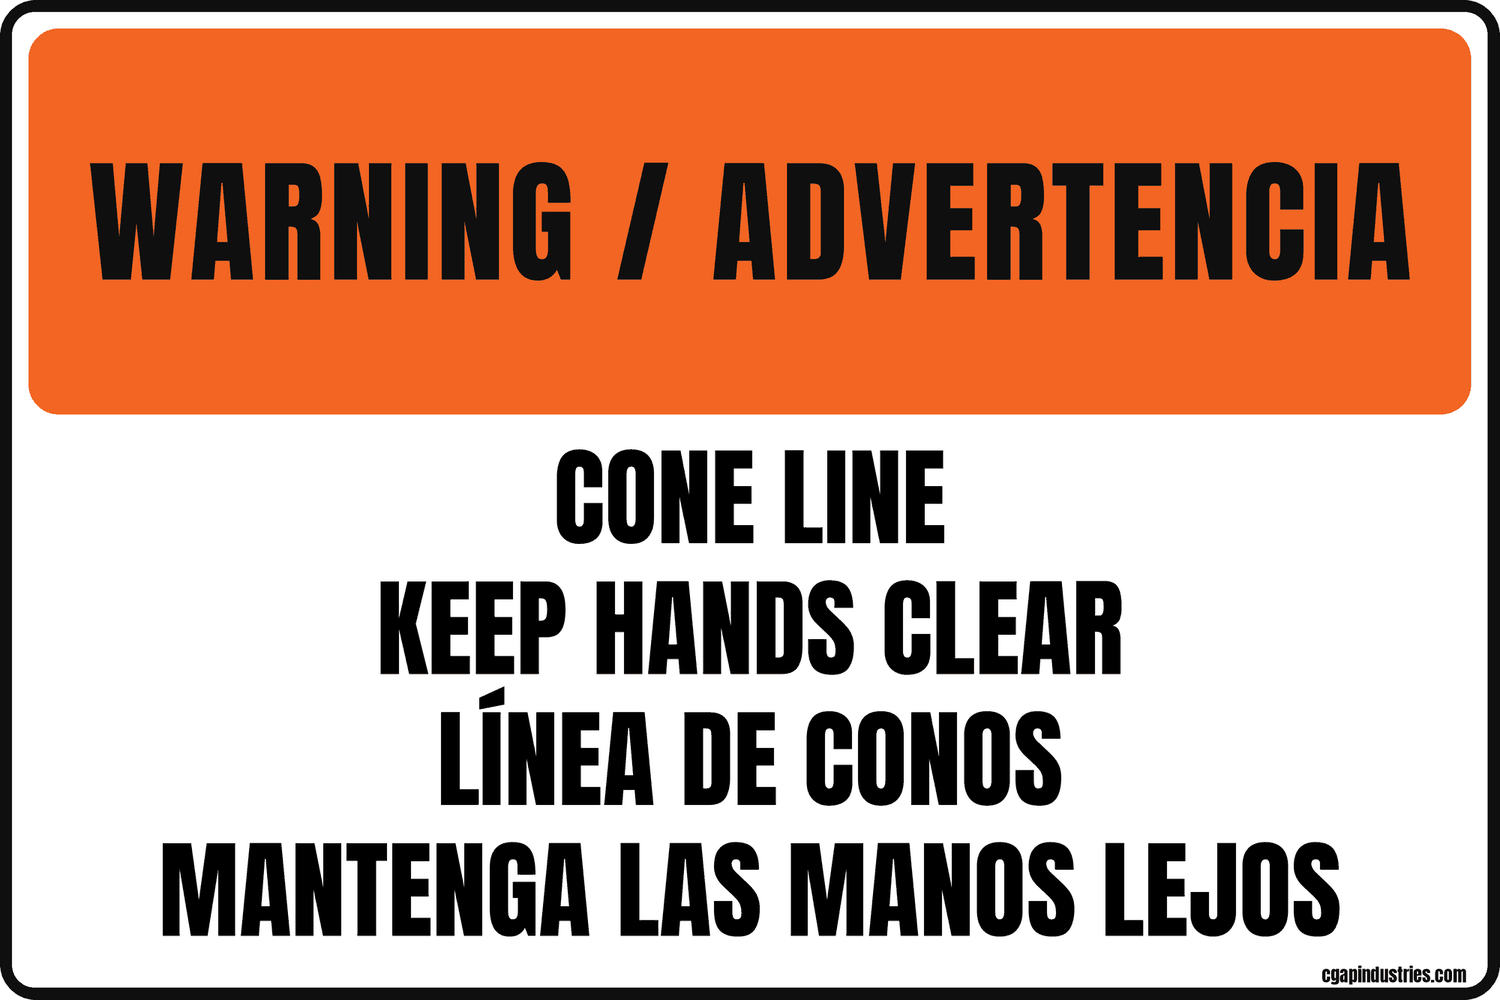 WARNING / ADVERTENCIA
CONE LINE
KEEP HANDS CLEAR
LÍNEA DE CONOS
MANTENGA LAS MANOS LEJOS
cgapindustries.com